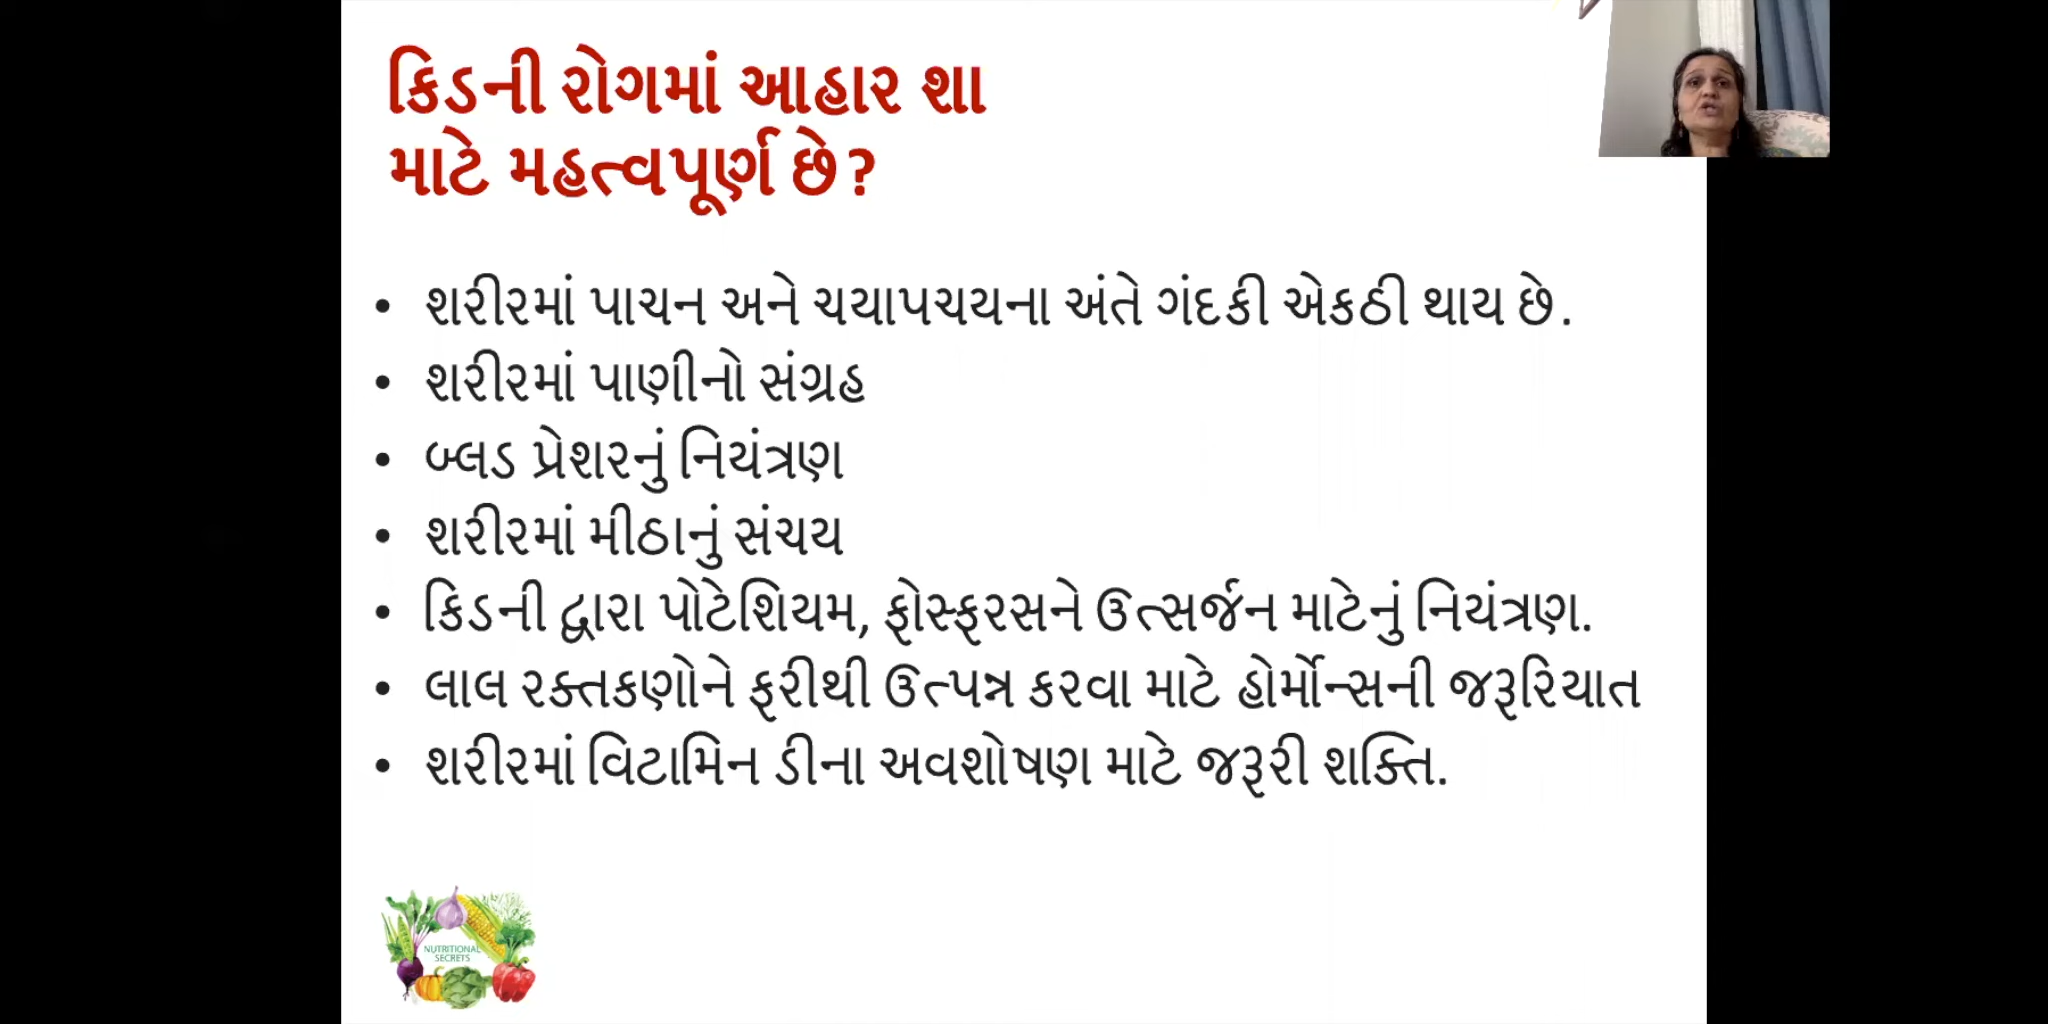 કિડની રોગમાં આહાર શા
માટે મહત્વપૂર્ણ છે?
• શરીરમાં પાચન અને ચયાપચયના અંતે ગંદકી એકઠી થાય છે.
• શરીરમાં પાણીનો સંગ્રહ
• બ્લડ પ્રેશરનું નિયંત્રણ
• શરીરમાં મીઠાનું સંચય
• કિડની દ્વારા પોટેશિયમ, ફોસ્ફરસને ઉત્સર્જન માટેનું નિયંત્રણ.
• લાલ રક્તકણોને ફરીથી ઉત્પન્ન કરવા માટે હોર્મોન્સની જરૂરિયાત
• શરીરમાં વિટામિન ડીના અવશોષણ માટે જરૂરી શક્તિ.
NUTRITIONAL
SECRETS